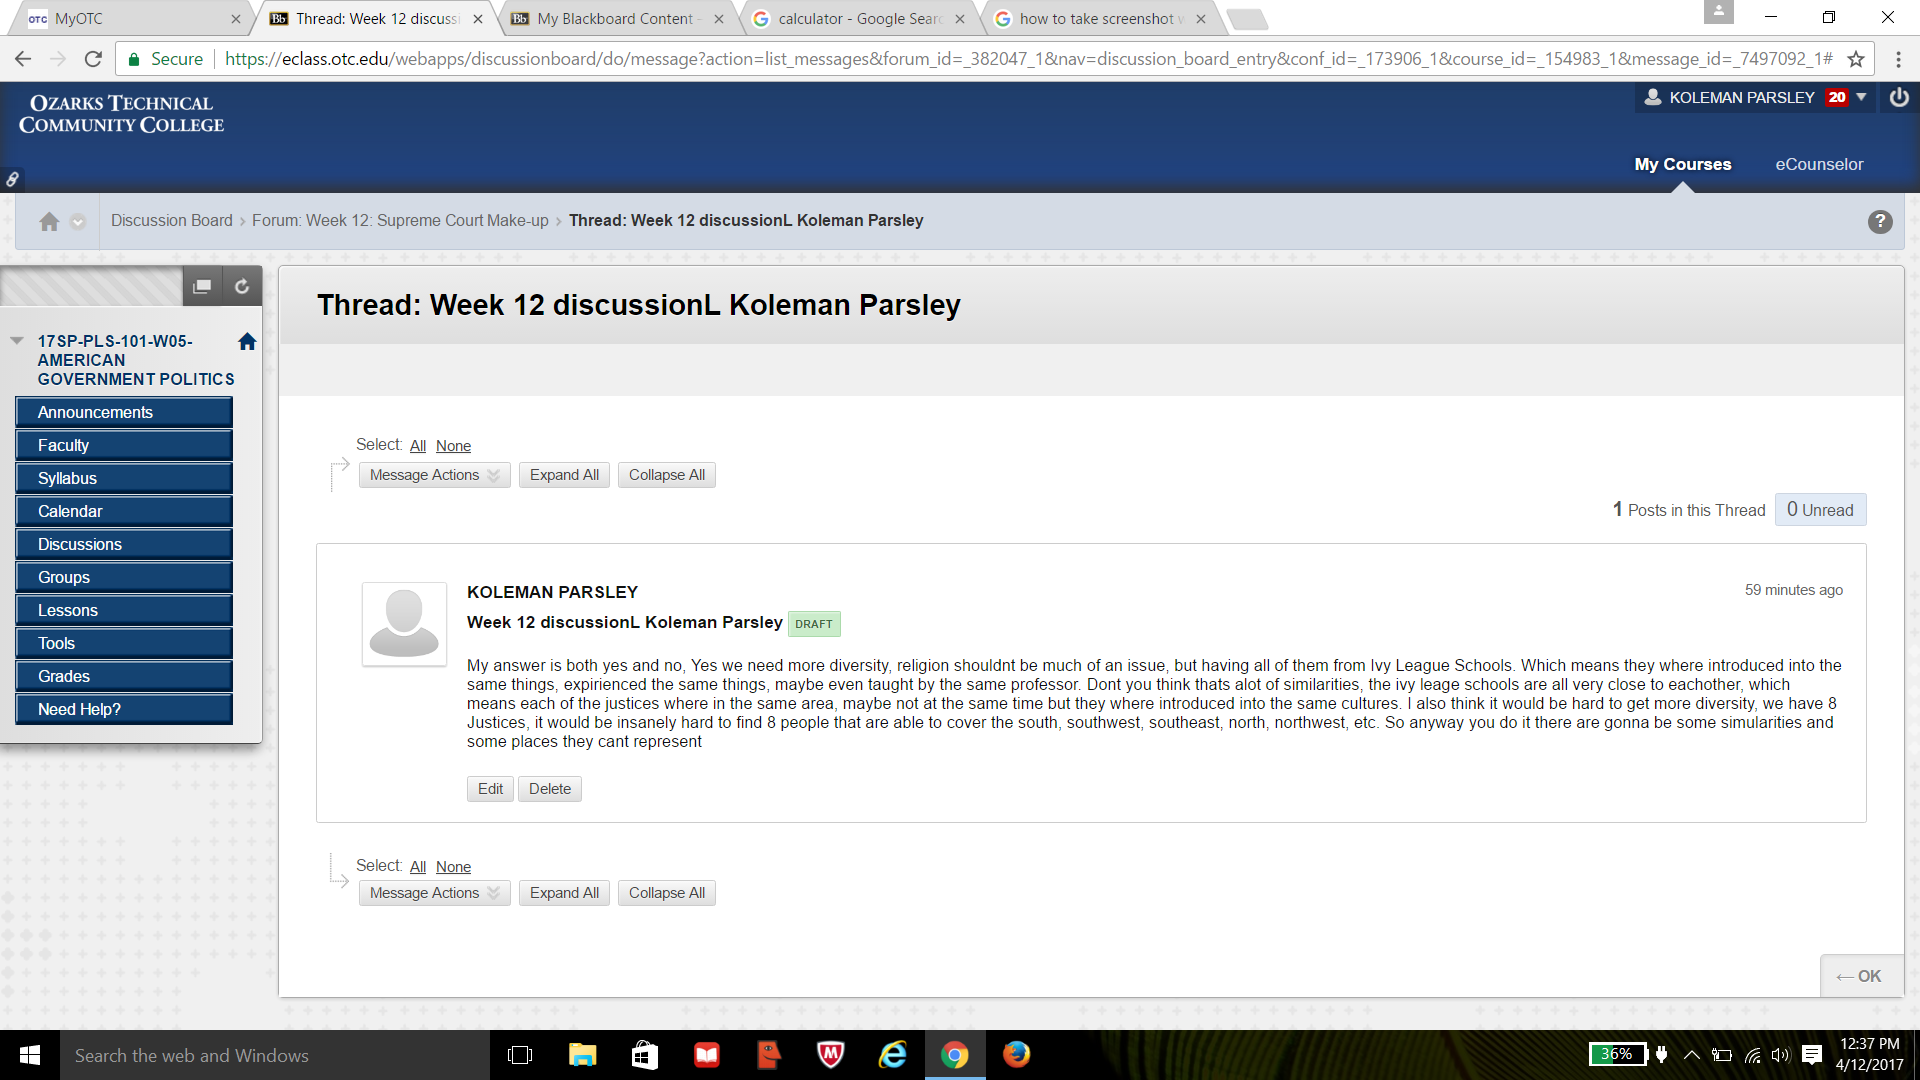 MyOTC
Thread: Week 12 discussi
My Blackboard Content -
calculator - Google Searc
how to take screenshot w
Secure
https://eclass.otc.edu/webapps/discussionboard/do/message?action=list_messages&forum_id=_382047_1&nav=discussion_board_entry&conf_id=_173906_1&course_id=_154983_1&message_id=_7497092_1#
OZARKS TECHNICAL
COMMUNITY COLLEGE
KOLEMAN PARSLEY 20
My Courses
eCounselor
Discussion Board › Forum: Week 12: Supreme Court Make-up › Thread: Week 12 discussionL Koleman Parsley
?
Thread: Week 12 discussionL Koleman Parsley
17SP-PLS-101-W05-
AMERICAN
GOVERNMENT POLITICS
Announcements
Faculty
Syllabus
Calendar
Discussions
Groups
Lessons
Tools
Grades
Need Help?
Select: All None
Message Actions
Expand All
Collapse All
1 Posts in this Thread
0 Unread
KOLEMAN PARSLEY
59 minutes ago
Week 12 discussionL Koleman Parsley DRAFT
My answer is both yes and no, Yes we need more diversity, religion shouldnt be much of an issue, but having all of them from Ivy League Schools. Which means they where introduced into the
same things, expirienced the same things, maybe even taught by the same professor. Dont you think thats alot of similarities, the ivy leage schools are all very close to eachother, which
means each of the justices where in the same area, maybe not at the same time but they where introduced into the same cultures. I also think it would be hard to get more diversity, we have 8
Justices, it would be insanely hard to find 8 people that are able to cover the south, southwest, southeast, north, northwest, etc. So anyway you do it there are gonna be some simularities and
some places they cant represent
Edit
Delete
Select: All None
Message Actions
Expand All
Collapse All
OK
Search the web and Windows
36%
12:37 PM
4/12/2017